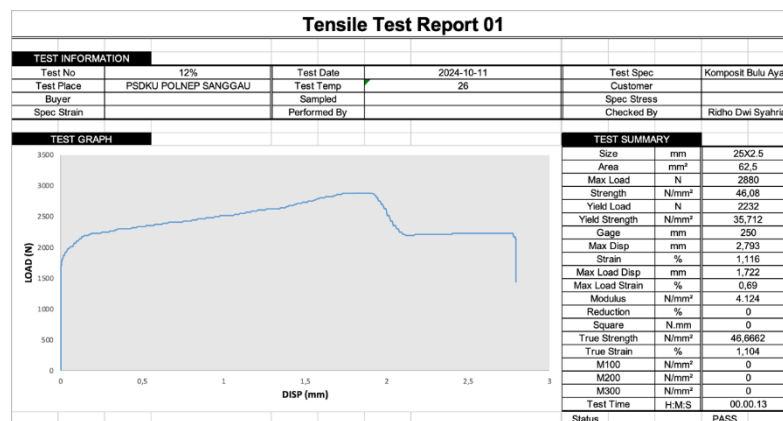 Tensile Test Report 01
TEST INFORMATION
Test No 12% Test Date 2024-10-11 Test Spec Komposit Bulu Aya
Test Place PSDKU POLNEP SANGGAU Test Temp 26 Customer
Buyer Sampled Spec Stress
Spec Strain Performed By Checked By Ridho Dwi Syahria
TEST GRAPH
3500
3000
2500
2000
1500
1000
500
0
LOAD (N)
0 0,5 1 1,5 2 2,5 3
DISP (mm)
TEST SUMMARY
Size mm 25X2.5
Area mm² 62,5
Max Load N 2880
Strength N/mm² 46,08
Yield Load N 2232
Yield Strength N/mm² 35,712
Gage mm 250
Max Disp mm 2,793
Strain % 1,116
Max Load Disp mm 1,722
Max Load Strain % 0,69
Modulus N/mm² 4.124
Reduction % 0
Square N.mm 0
True Strength N/mm² 46,6662
True Strain % 1,104
M100 N/mm² 0
M200 N/mm² 0
M300 N/mm² 0
Test Time H:M:S 00.00.13
Status PASS